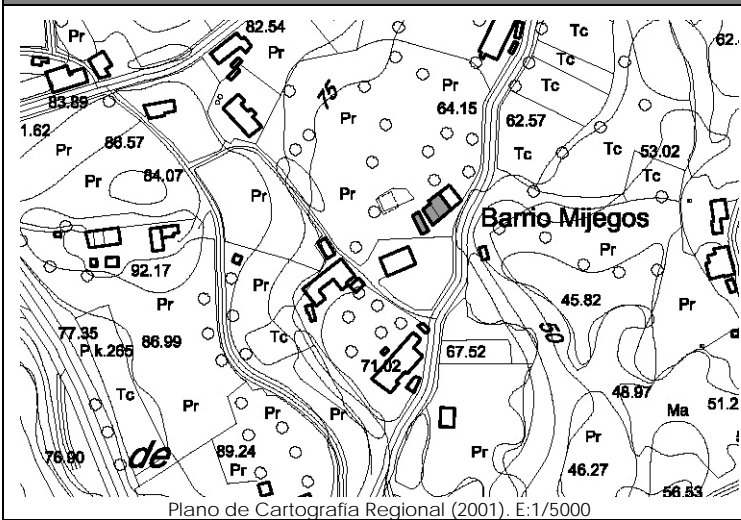 82.54
Pr
Pr
Tc
62.
Tc
Pr
75
Tc
83.89
64.15
Pr
62.57
1.62
86.57
Pr
Tc
53.02
Tc
84.07
Pr
Pr
Pr
Barrio Mijegos
Pr
92.17
Pr
Pr
45.82
Pr
77.35
P.k.265
86.99
Tc
50
71.02
67.52
Tc
48.97
Pr
Pr
Pr
Ma
51.2
de
89.24
Pr
Pr
Pr
76.90
46.27
56.53
Plano de Cartografía Regional (2001). E:1/5000